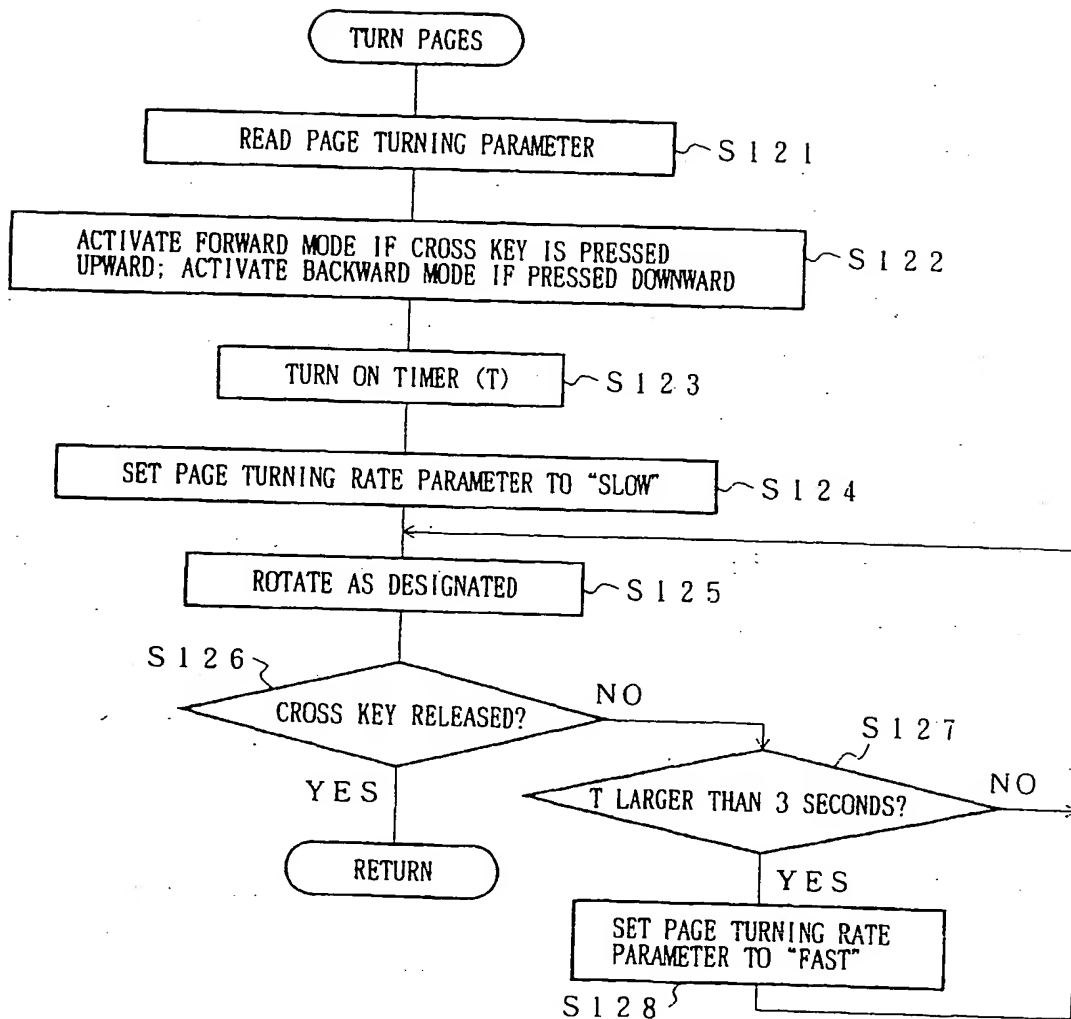 TURN PAGES
READ PAGE TURNING PARAMETER
S121
ACTIVATE FORWARD MODE IF CROSS KEY IS PRESSED
UPWARD; ACTIVATE BACKWARD MODE IF PRESSED DOWNWARD
S122
TURN ON TIMER (T)
S123
SET PAGE TURNING RATE PARAMETER TO "SLOW"
S124
ROTATE AS DESIGNATED
S125
S126
CROSS KEY RELEASED?
NO
YES
RETURN
S127
T LARGER THAN 3 SECONDS?
NO
YES
SET PAGE TURNING RATE
PARAMETER TO "FAST"
S128